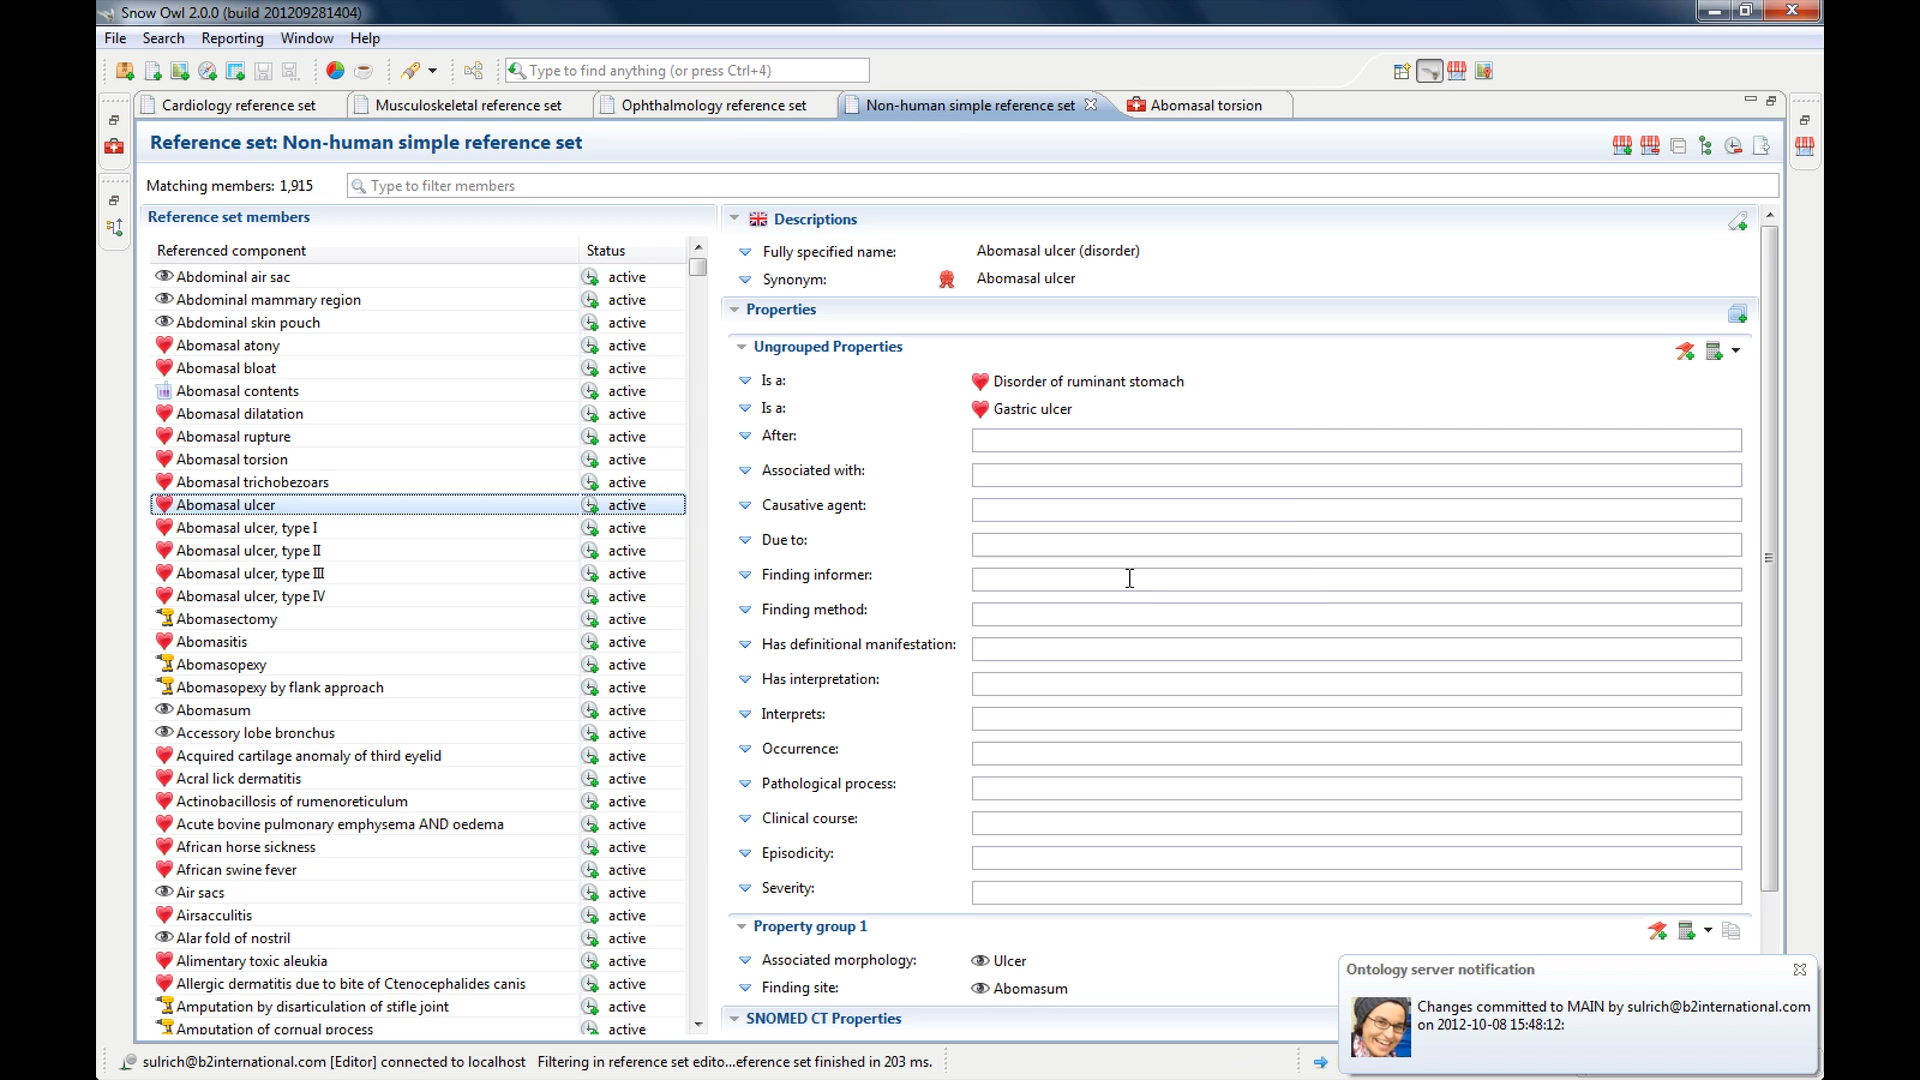 Snow Owl 2.0.0 (build 201209281404)
File Search Reporting Window Help
Type to find anything (or press Ctrl+4)
Cardiology reference set Musculoskeletal reference set Ophthalmology reference set Non-human simple reference set Abomasal torsion
Reference set: Non-human simple reference set
Matching members: 1,915 Type to filter members
Reference set members
Referenced component Status
Abdominal air sac active
Abdominal mammary region active
Abdominal skin pouch active
Abomasal atony active
Abomasal bloat active
Abomasal contents active
Abomasal dilatation active
Abomasal rupture active
Abomasal torsion active
Abomasal trichobezoars active
Abomasal ulcer active
Abomasal ulcer, type I active
Abomasal ulcer, type II active
Abomasal ulcer, type III active
Abomasal ulcer, type IV active
Abomasectomy active
Abomasitis active
Abomasopexy active
Abomasopexy by flank approach active
Abomasum active
Accessory lobe bronchus active
Acquired cartilage anomaly of third eyelid active
Acral lick dermatitis active
Actinobacillosis of rumenoreticulum active
Acute bovine pulmonary emphysema AND oedema active
African horse sickness active
African swine fever active
Air sacs active
Airsacculitis active
Alar fold of nostril active
Alimentary toxic aleukia active
Allergic dermatitis due to bite of Ctenocephalides canis active
Amputation by disarticulation of stifle joint active
Amputation of cornual process active
Descriptions
Fully specified name: Abomasal ulcer (disorder)
Synonym: Abomasal ulcer
Properties
Ungrouped Properties
Is a: Disorder of ruminant stomach
Is a: Gastric ulcer
After:
Associated with:
Causative agent:
Due to:
Finding informer:
Finding method:
Has definitional manifestation:
Has interpretation:
Interprets:
Occurrence:
Pathological process:
Clinical course:
Episodicity:
Severity:
Property group 1
Associated morphology: Ulcer
Finding site: Abomasum
SNOMED CT Properties
Ontology server notification
Changes committed to MAIN by sulrich@b2international.com
on 2012-10-08 15:48:12:
sulrich@b2international.com [Editor] connected to localhost Filtering in reference set edito...eference set finished in 203 ms.